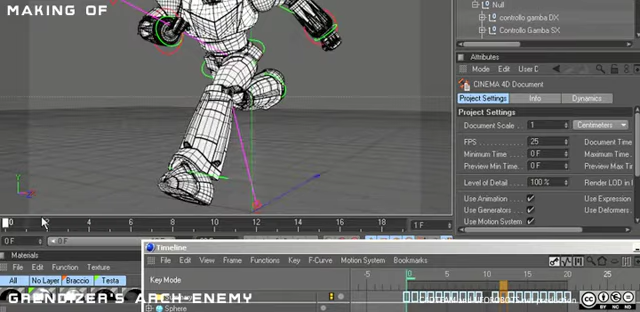 MAKING OF
Null
controllo gamba DX
Controllo Gamba SX
Attributes
Mode Edit User D
CINEMA 4D Document
Project Settings Info Dynamics
Project Settings
Document Scale 1 Centimeters
FPS 25 Document Time
Minimum Time 0 F Maximum Time
Preview Min Time 0 F Preview Max Ti
Level of Detail 100 % Render LOD in
Use Animation Use Expression
Use Generators Use Deformers
Use Motion System
0 2 4 6 8 10 12 14 16 18 1 F
0 F 0 F
Materials
File Edit Function
All No Layer Braccio Testa
Timeline
File Edit View Frame Functions Key F-Curve Motion System Bookmarks
Key Mode
-5 0 5 10 15 20 25
Sphere
GRENDIZER'S ARCH ENEMY
cc
BY NC ND